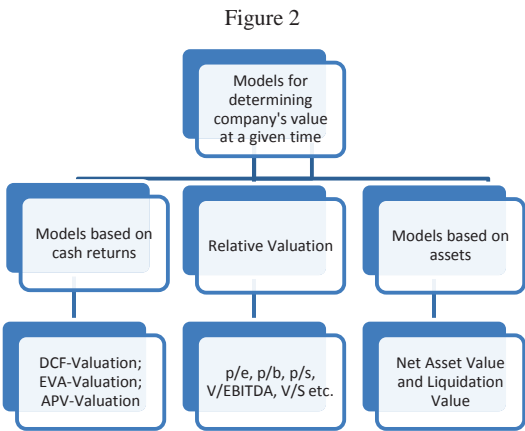 Figure 2
Models for
determining
company's value
at a given time
Models based on
cash returns
Relative Valuation
Models based on
assets
DCF-Valuation;
EVA-Valuation;
APV-Valuation
p/e, p/b, p/s,
V/EBITDA, V/S etc.
Net Asset Value
and Liquidation
Value